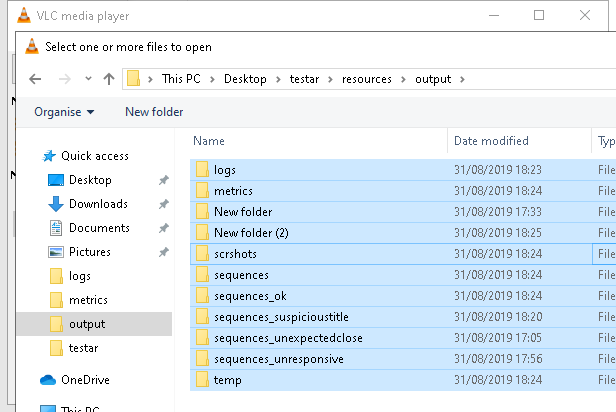 VLC media player
Select one or more files to open
This PC > Desktop > testar > resources > output >
Organise New folder
Name Date modified Typ
Quick access
Desktop
Downloads
Documents
Pictures
logs
metrics
output
testar
OneDrive
This PC
logs 31/08/2019 18:23 File
metrics 31/08/2019 18:24 File
New folder 31/08/2019 17:33 File
New folder (2) 31/08/2019 18:25 File
scrshots 31/08/2019 18:24 File
sequences 31/08/2019 18:24 File
sequences_ok 31/08/2019 18:24 File
sequences_suspicioustitle 31/08/2019 18:20 File
sequences_unexpectedclose 31/08/2019 17:05 File
sequences_unresponsive 31/08/2019 17:56 File
temp 31/08/2019 18:24 File